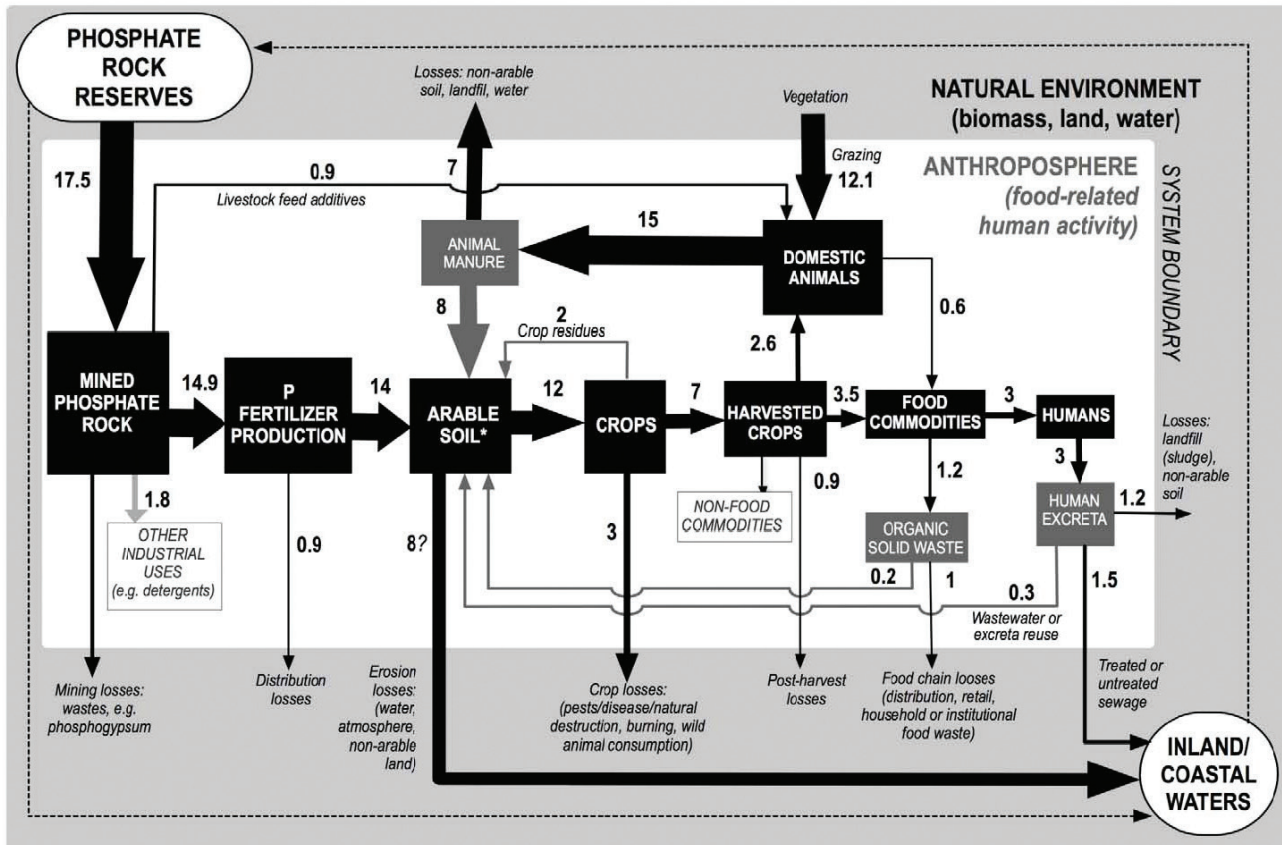 PHOSPHATE
ROCK
RESERVES
Losses: non-arable
soil, landfil, water
Vegetation
NATURAL ENVIRONMENT
(biomass, land, water)
17.5
0.9
Livestock feed additives
7
Grazing
12.1
ANTHROPOSPHERE
(food-related
human activity)
SYSTEM BOUNDARY
ANIMAL
MANURE
15
DOMESTIC
ANIMALS
8
2
Crop residues
2.6
0.6
MINED
PHOSPHATE
ROCK
14.9
P
FERTILIZER
PRODUCTION
14
ARABLE
SOIL*
12
CROPS
7
HARVESTED
CROPS
3.5
FOOD
COMMODITIES
3
HUMANS
Losses:
landfill
(sludge),
non-arable
soil
1.8
OTHER
INDUSTRIAL
USES
(e.g. detergents)
0.9
8?
3
NON-FOOD
COMMODITIES
0.9
1.2
ORGANIC
SOLID WASTE
3
HUMAN
EXCRETA
1.2
0.2
1
0.3
Wastewater or
excreta reuse
1.5
Mining losses:
wastes, e.g.
phosphogypsum
Distribution
losses
Erosion
losses:
(water,
atmosphere,
non-arable
land)
Crop losses:
(pests/disease/natural
destruction, burning, wild
animal consumption)
Post-harvest
losses
Food chain looses
(distribution, retail,
household or institutional
food waste)
Treated or
untreated
sewage
INLAND/
COASTAL
WATERS